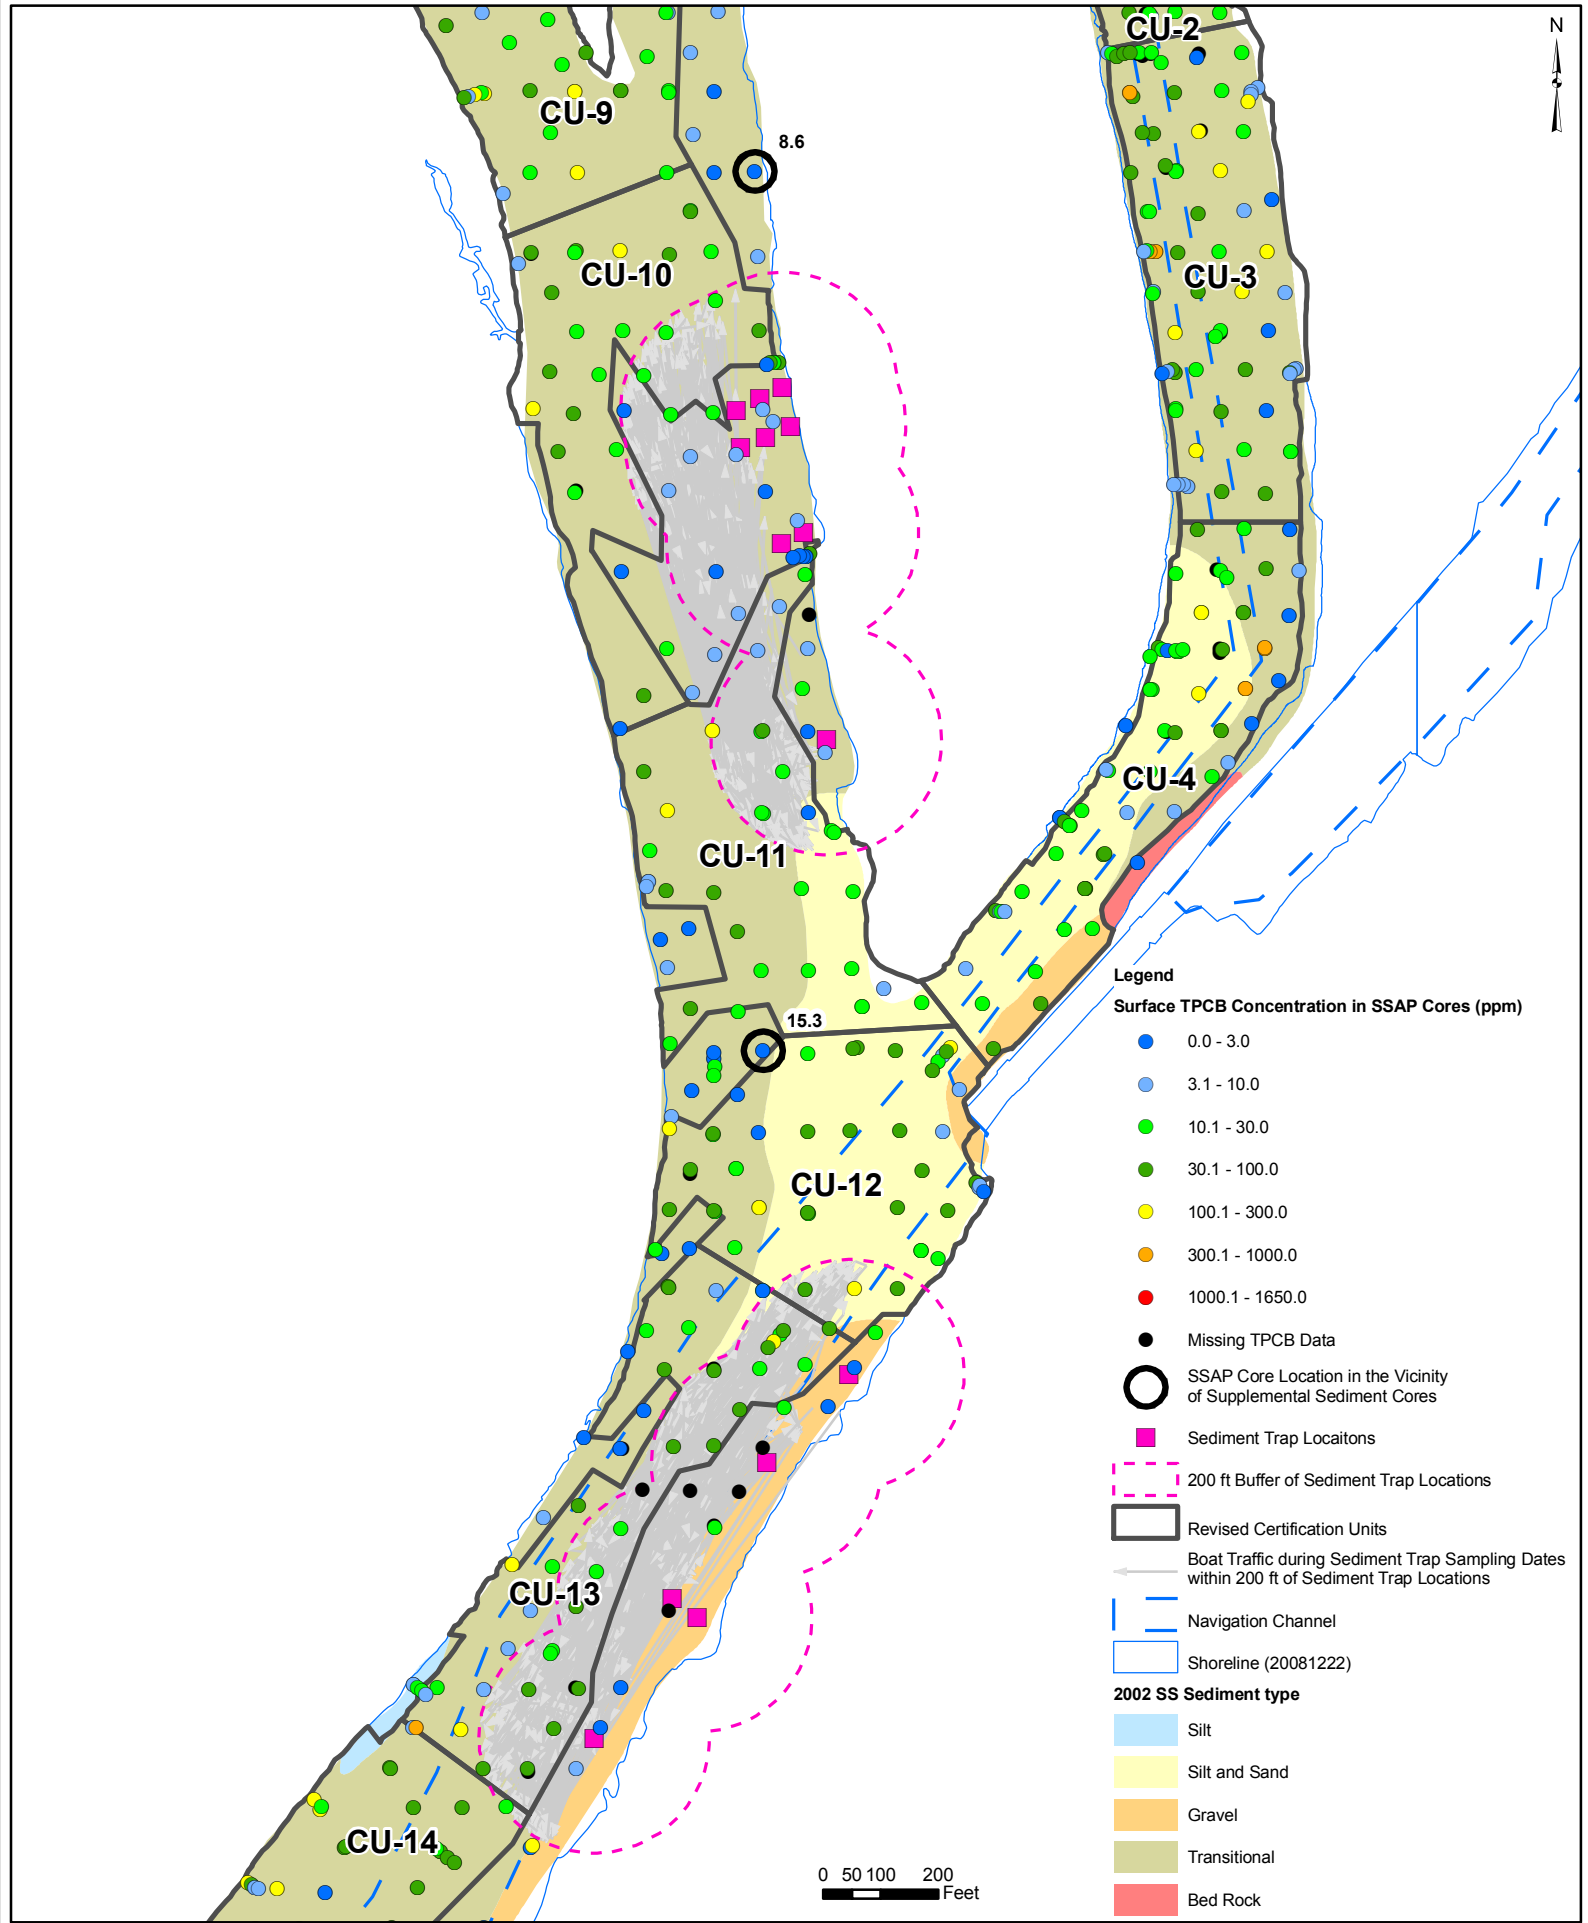 CU-2
N
CU-9
8.6
CU-10
CU-3
CU-4
CU-11
15.3
CU-12
CU-13
CU-14
Legend
Surface TPCB Concentration in SSAP Cores (ppm)
0.0 - 3.0
3.1 - 10.0
10.1 - 30.0
30.1 - 100.0
100.1 - 300.0
300.1 - 1000.0
1000.1 - 1650.0
Missing TPCB Data
SSAP Core Location in the Vicinity
of Supplemental Sediment Cores
Sediment Trap Locaitons
200 ft Buffer of Sediment Trap Locations
Revised Certification Units
Boat Traffic during Sediment Trap Sampling Dates
within 200 ft of Sediment Trap Locations
Navigation Channel
Shoreline (20081222)
2002 SS Sediment type
Silt
Silt and Sand
Gravel
Transitional
Bed Rock
0 50 100 200
Feet